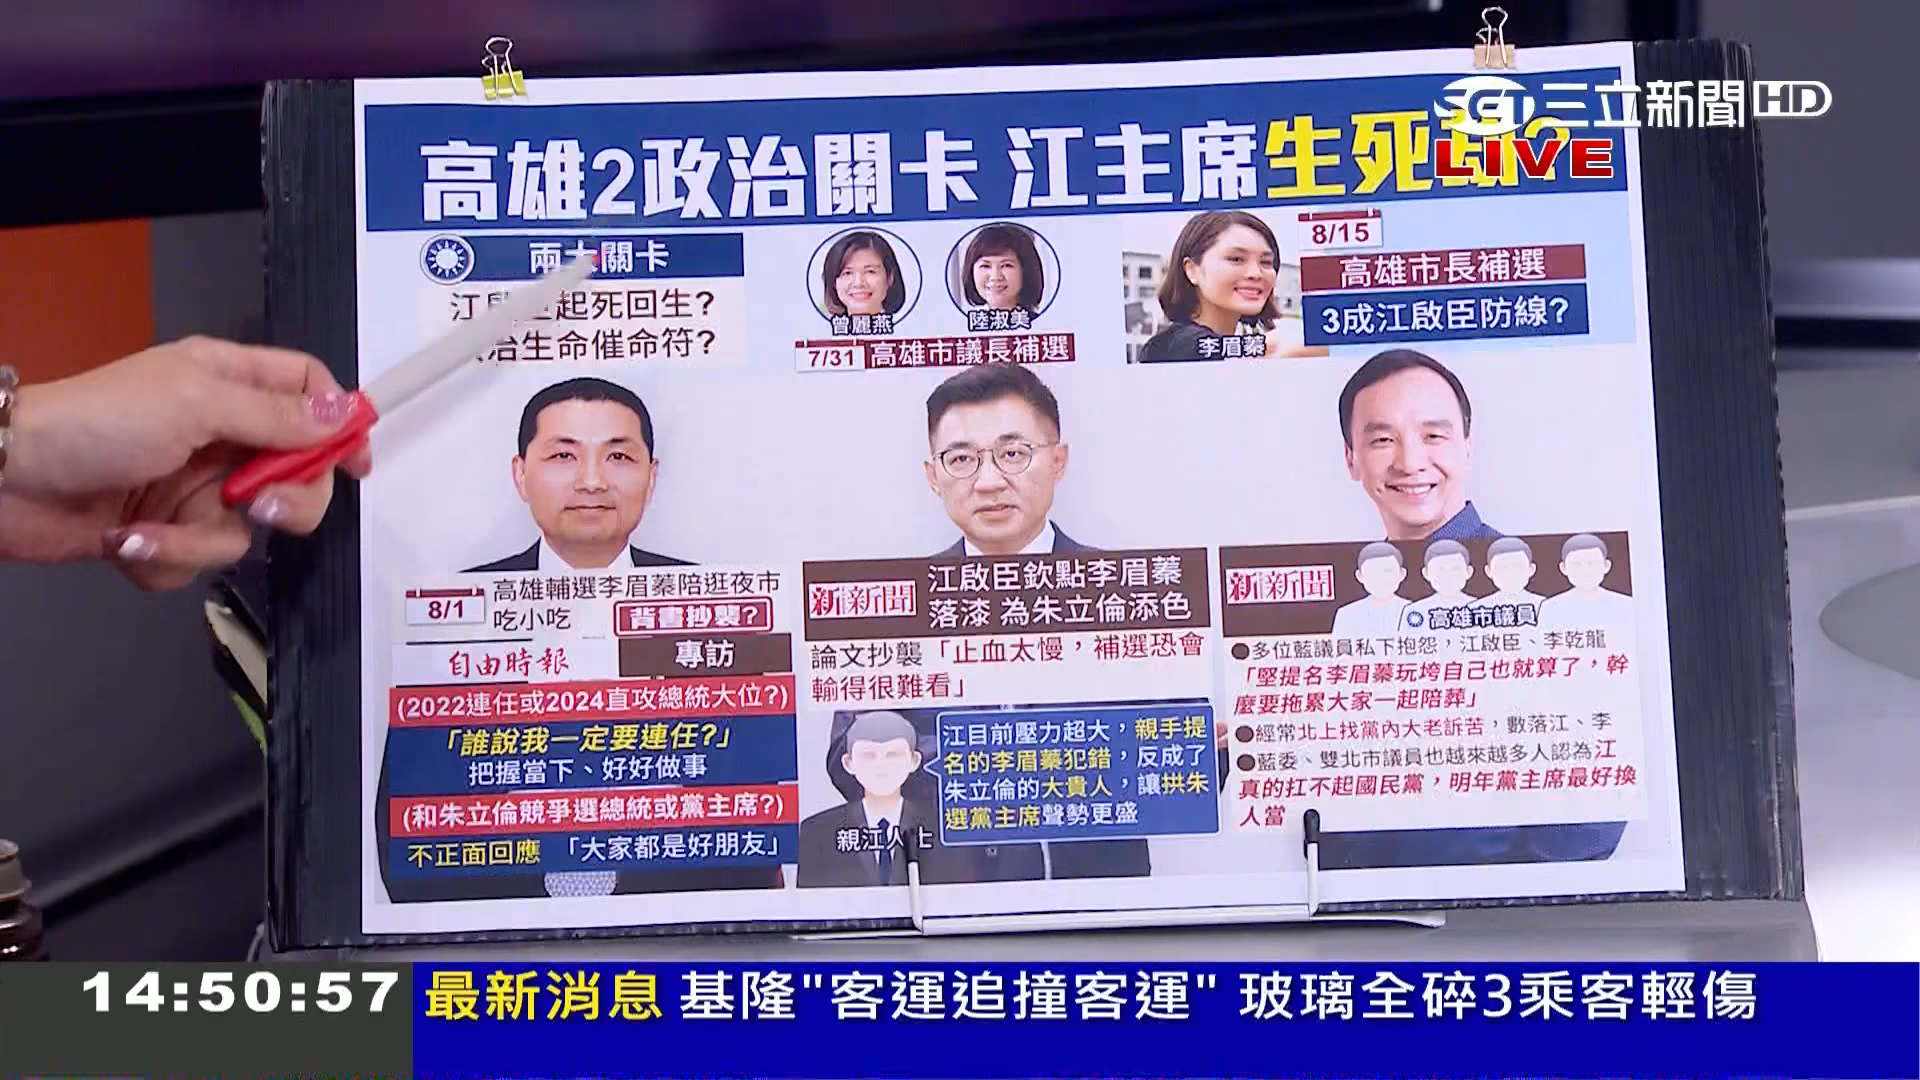 SET三立新聞HD
LIVE
高雄2政治關卡 江主席生死
兩大關卡
江 起死回生?
治生命催命符?
曾麗燕
陸淑美
7/31 高雄市議長補選
8/15
高雄市長補選
3成江啟臣防線?
李眉蓁
8/1
高雄輔選李眉蓁陪逛夜市
吃小吃
背書抄襲?
自由時報
專訪
(2022連任或2024直攻總統大位?)
「誰說我一定要連任?」
把握當下、好好做事
(和朱立倫競爭選總統或黨主席?)
不正面回應 「大家都是好朋友」
新新聞
江啟臣欽點李眉蓁
落漆 為朱立倫添色
論文抄襲「止血太慢，補選恐會
輸得很難看」
江目前壓力超大，親手提
名的李眉蓁犯錯，反成了
朱立倫的大貴人，讓拱朱
選黨主席聲勢更盛
親江人士
新新聞
高雄市議員
●多位藍議員私下抱怨，江啟臣、李乾龍
「堅提名李眉蓁玩垮自己也就算了，幹
麼要拖累大家一起陪葬」
●經常北上找黨內大老訴苦，數落江、李
●藍委、雙北市議員也越來越多人認為江
真的扛不起國民黨，明年黨主席最好換
人當
14:50:57
最新消息 基隆"客運追撞客運" 玻璃全碎3乘客輕傷